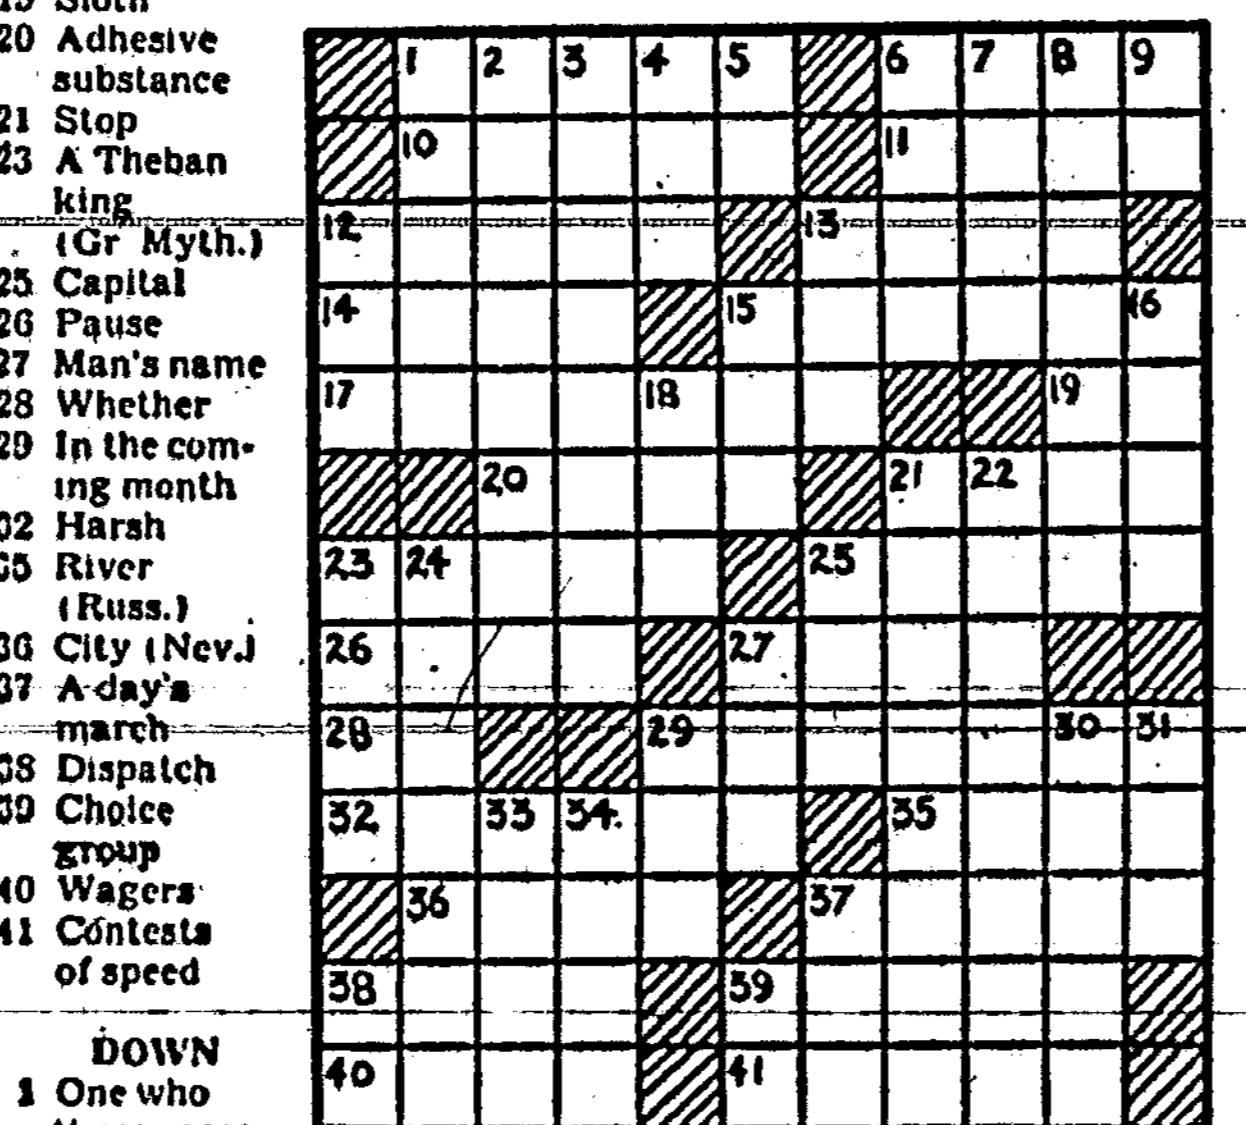 19 Sloth
20 Adhesive
substance
21 Stop
23 A Theban
king
(Gr Myth.)
25 Capital
26 Pause
27 Man's name
28 Whether
29 In the com-
ing month
32 Harsh
35 River
(Russ.)
36 City (Nev.)
37 A day's
march
38 Dispatch
39 Choice
group
40 Wagers
41 Contests
of speed
DOWN
1 One who
1 2 3 4 5 6 7 8 9
10 11
12 13
14 15 16
17 18 19
20 21 22
23 24 25
26 27
28 29 30 31
32 33 34. 35
36 37
38 39
40 41